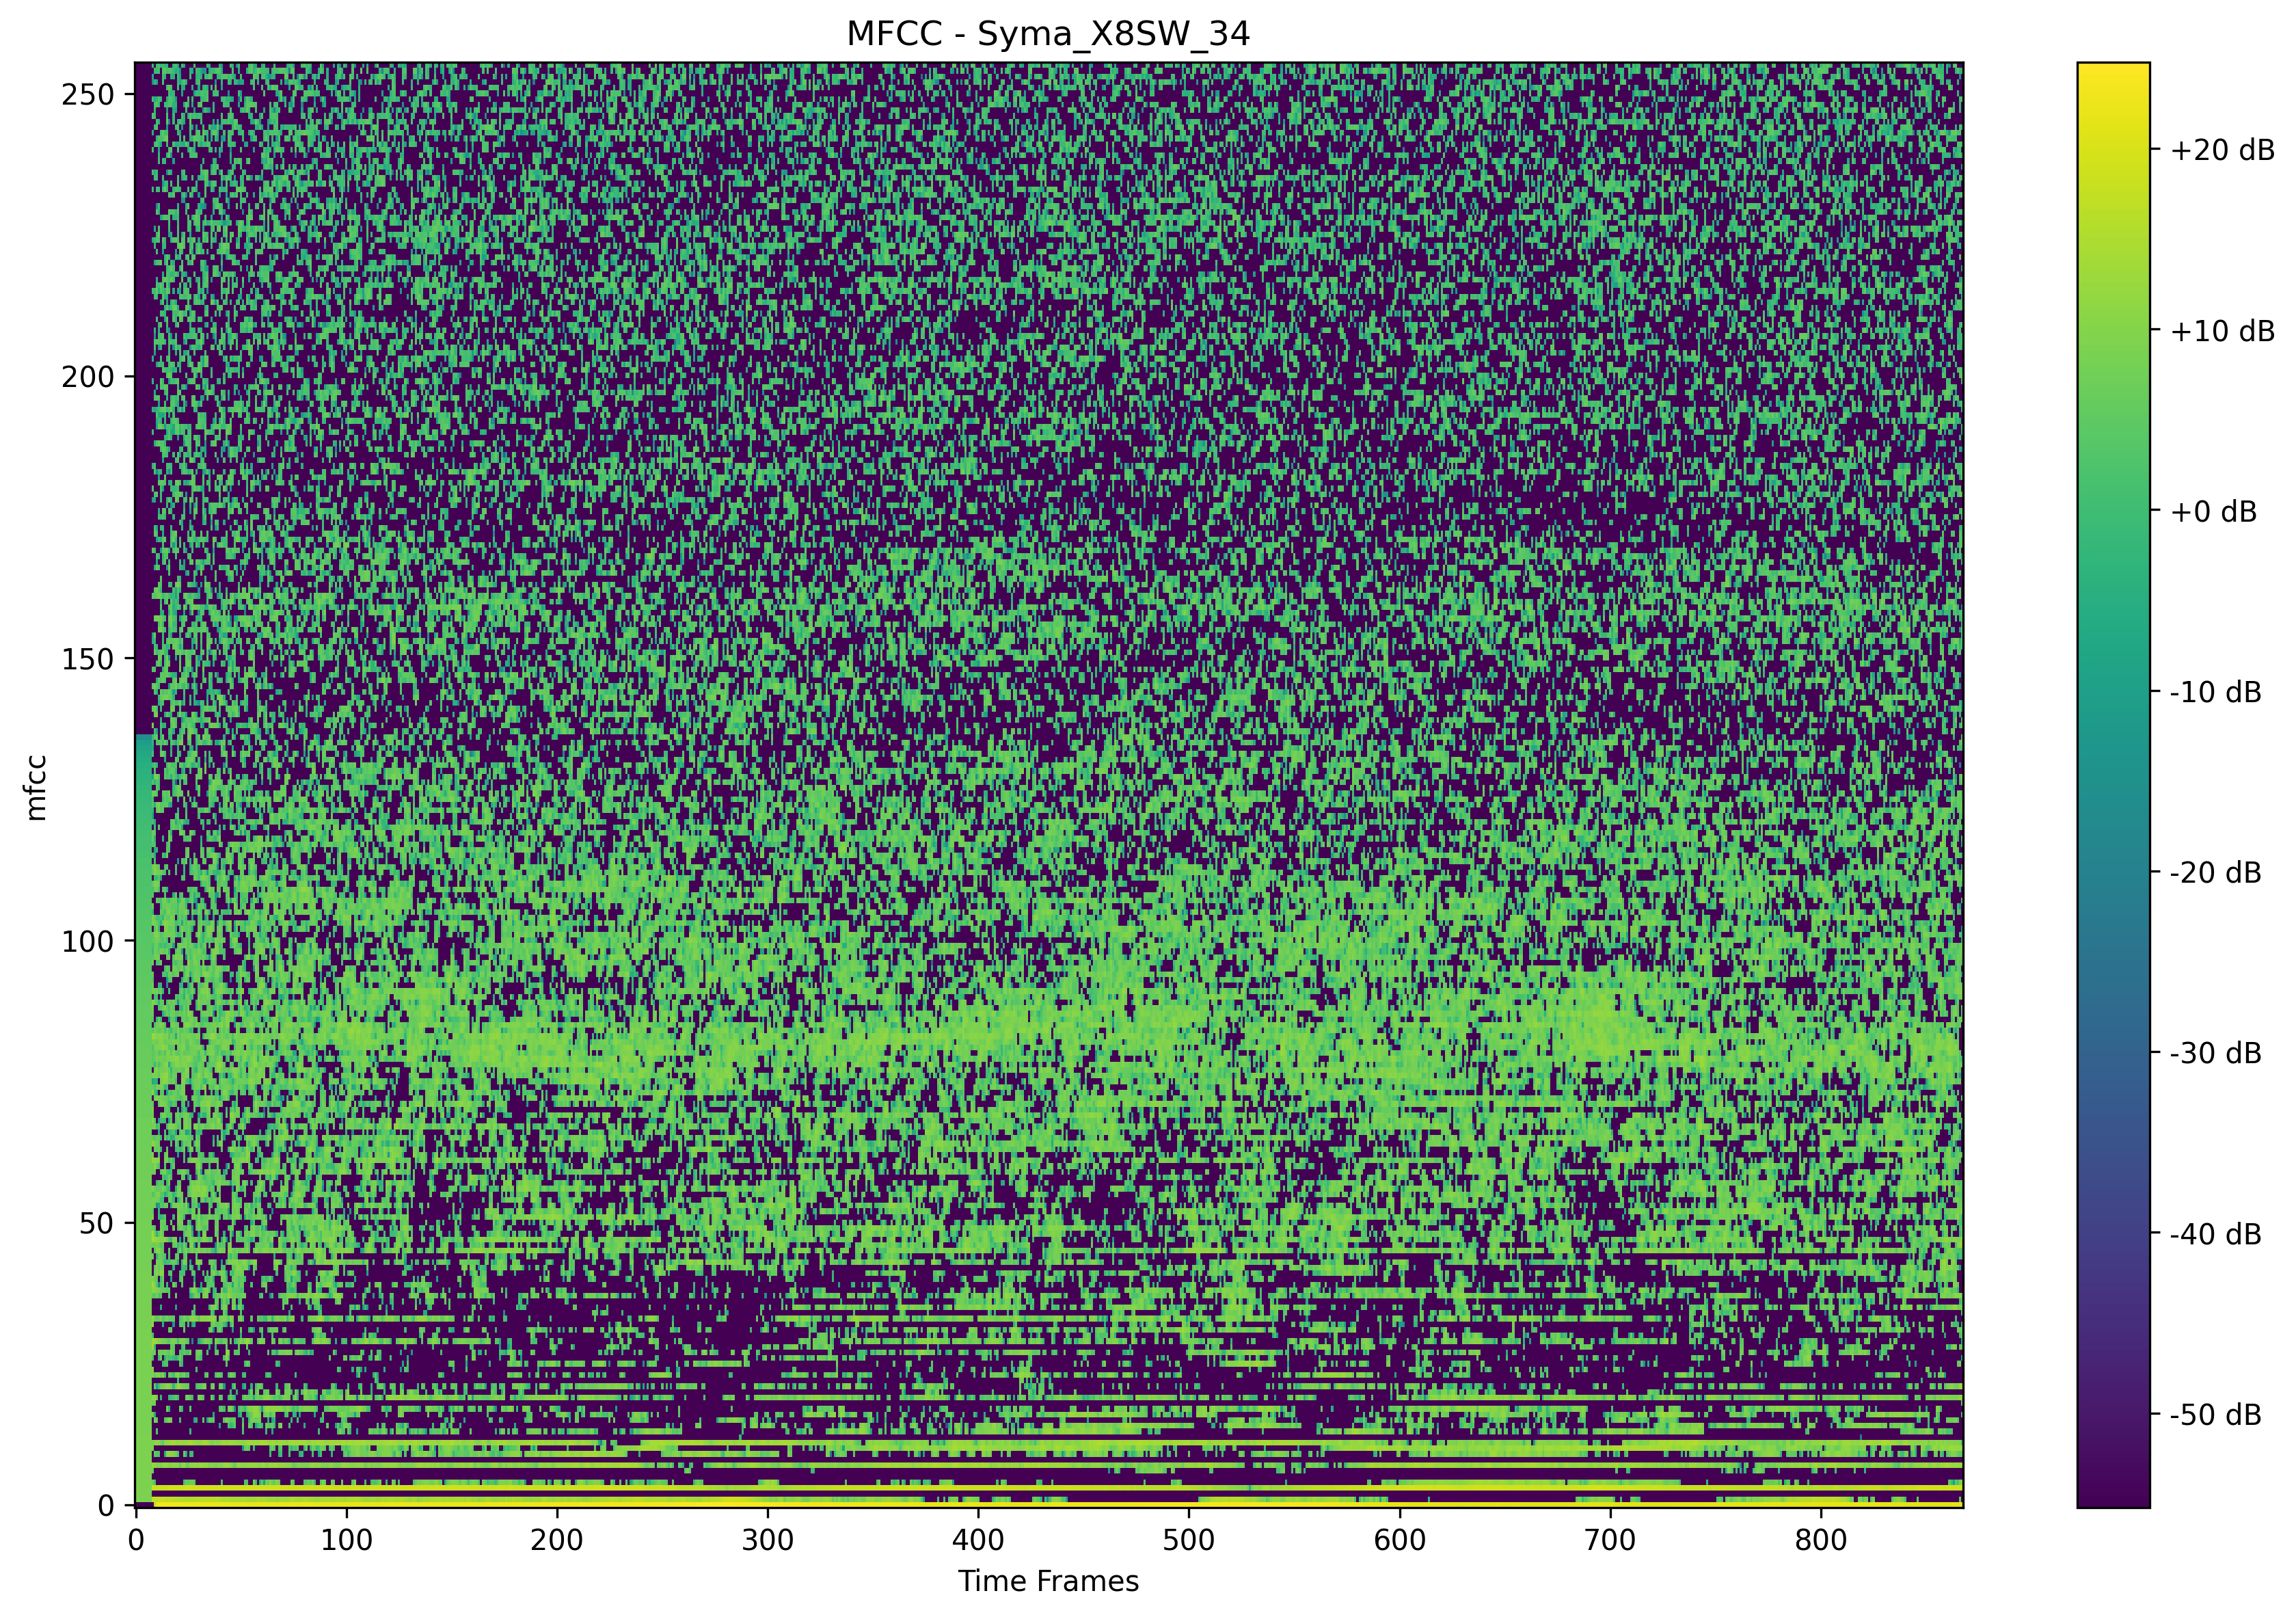 MFCC - Syma_X8SW_34
250
200
150
100
50
0
mfcc
0 100 200 300 400 500 600 700 800
Time Frames
+20 dB
+10 dB
+0 dB
-10 dB
-20 dB
-30 dB
-40 dB
-50 dB